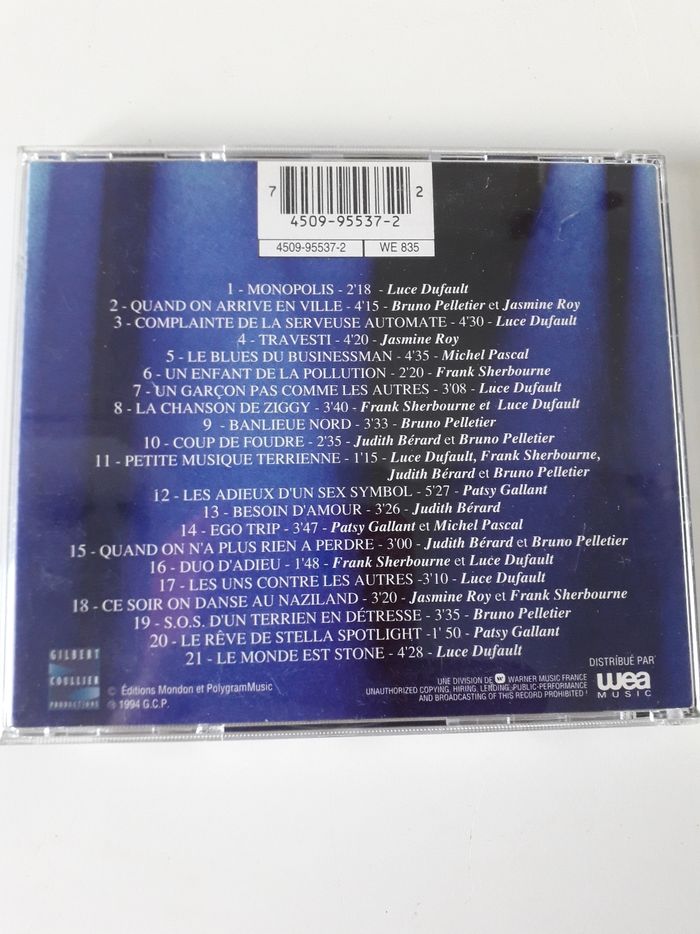 7 4509-95537-2 2
4509-95537-2 WE 835
1 - MONOPOLIS - 2'18 - Luce Dufault
2 - QUAND ON ARRIVE EN VILLE - 4'15 - Bruno Pelletier et Jasmine Roy
3 - COMPLAINTE DE LA SERVEUSE AUTOMATE - 4'30 - Luce Dufault
4 - TRAVESTI - 4'20 - Jasmine Roy
5 - LE BLUES DU BUSINESSMAN - 4'35 - Michel Pascal
6 - UN ENFANT DE LA POLLUTION - 2'20 - Frank Sherbourne
7 - UN GARÇON PAS COMME LES AUTRES - 3'08 - Luce Dufault
8 - LA CHANSON DE ZIGGY - 3'40 - Frank Sherbourne et Luce Dufault
9 - BANLIEUE NORD - 3'33 - Bruno Pelletier
10 - COUP DE FOUDRE - 2'35 - Judith Bérard et Bruno Pelletier
11 - PETITE MUSIQUE TERRIENNE - 1'15 - Luce Dufault, Frank Sherbourne,
Judith Bérard et Bruno Pelletier
12 - LES ADIEUX D'UN SEX SYMBOL - 5'27 - Patsy Gallant
13 - BESOIN D'AMOUR - 3'26 - Judith Bérard
14 - EGO TRIP - 3'47 - Patsy Gallant et Michel Pascal
15 - QUAND ON N'A PLUS RIEN A PERDRE - 3'00 - Judith Bérard et Bruno Pelletier
16 - DUO D'ADIEU - 1'48 - Frank Sherbourne et Luce Dufault
17 - LES UNS CONTRE LES AUTRES - 3'10 - Luce Dufault
18 - CE SOIR ON DANSE AU NAZILAND - 3'20 - Jasmine Roy et Frank Sherbourne
19 - S.O.S. D'UN TERRIEN EN DÉTRESSE - 3'35 - Bruno Pelletier
20 - LE RÊVE DE STELLA SPOTLIGHT -1' 50 - Patsy Gallant
21 - LE MONDE EST STONE - 4'28 - Luce Dufault
GILBERT
COULLIER
PRODUCTIONS
© Éditions Mondon et PolygramMusic
℗ 1994 G.C.P.
UNE DIVISION DE WARNER MUSIC FRANCE
UNAUTHORIZED COPYING, HIRING, LENDING, PUBLIC-PERFORMANCE
AND BROADCASTING OF THIS RECORD PROHIBITED !
DISTRIBUÉ PAR
wea
MUSIC